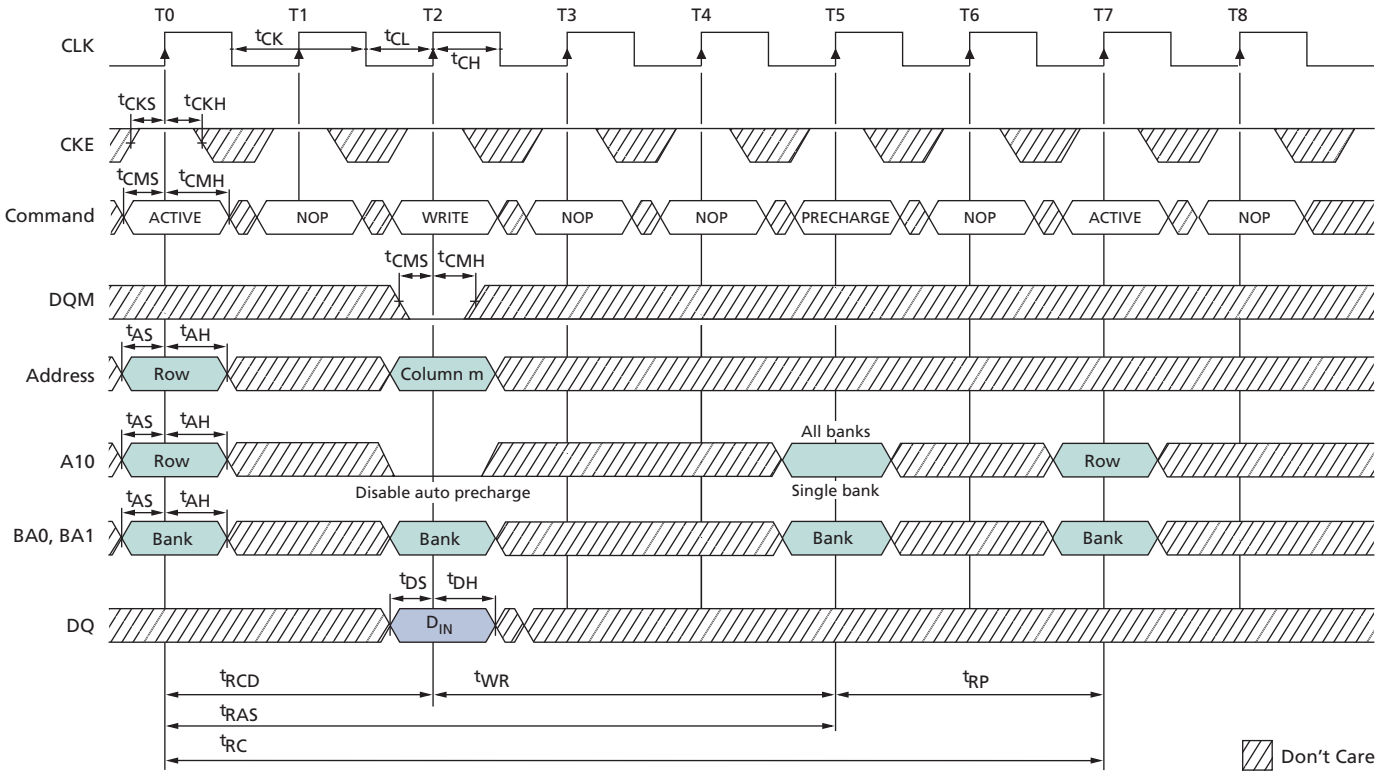 T0 T1 T2 T3 T4 T5 T6 T7 T8
CLK
tCK tCL
tCH
tCKS tCKH
CKE
tCMS tCMH
Command ACTIVE NOP WRITE NOP NOP PRECHARGE NOP ACTIVE NOP
tCMS tCMH
DQM
tAS tAH
Address Row Column m
tAS tAH All banks
A10 Row Row
Disable auto precharge Single bank
tAS tAH
BA0, BA1 Bank Bank Bank Bank
tDS tDH
DQ DIN
tRCD tWR tRP
tRAS
tRC
Don't Care